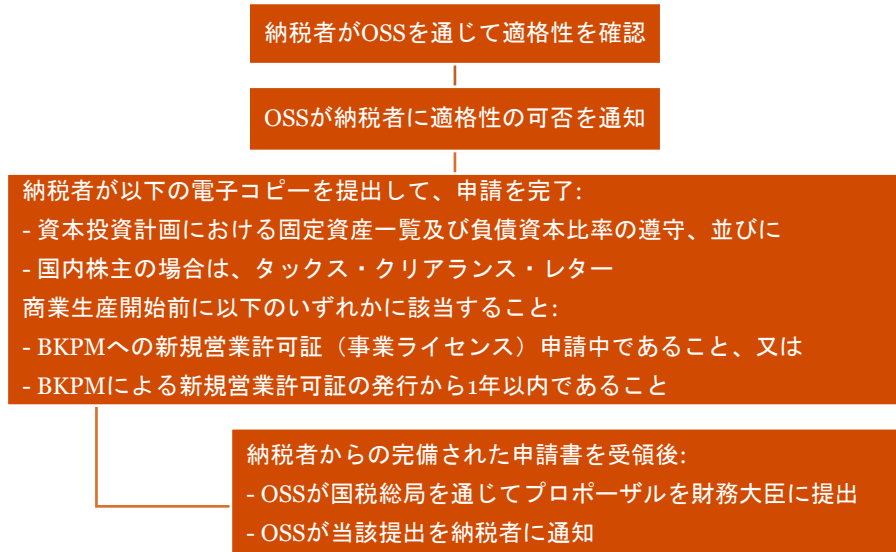 納税者がOSSを通じて適格性を確認
OSSが納税者に適格性の可否を通知
納税者が以下の電子コピーを提出して、申請を完了:
- 資本投資計画における固定資産一覧及び負債資本比率の遵守、並びに
- 国内株主の場合は、タックス・クリアランス・レター
商業生産開始前に以下のいずれかに該当すること:
- BKPMへの新規営業許可証（事業ライセンス）申請中であること、又は
- BKPMによる新規営業許可証の発行から1年以内であること
納税者からの完備された申請書を受領後:
- OSSが国税総局を通じてプロポーザルを財務大臣に提出
- OSSが当該提出を納税者に通知